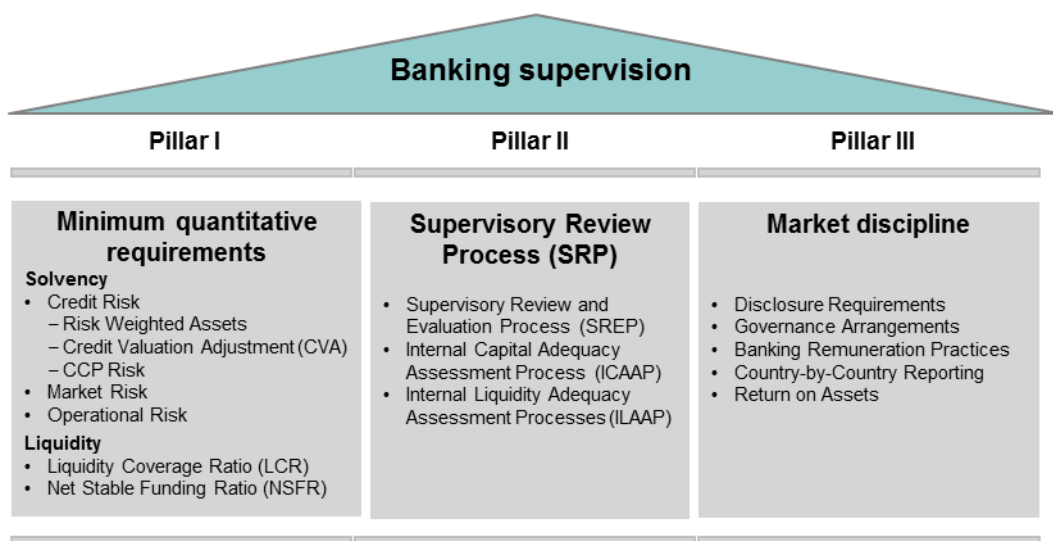 Banking supervision
Pillar I
Pillar II
Pillar III
Minimum quantitative
requirements
Solvency
• Credit Risk
– Risk Weighted Assets
– Credit Valuation Adjustment (CVA)
– CCP Risk
• Market Risk
• Operational Risk
Liquidity
• Liquidity Coverage Ratio (LCR)
• Net Stable Funding Ratio (NSFR)
Supervisory Review
Process (SRP)
• Supervisory Review and
Evaluation Process (SREP)
• Internal Capital Adequacy
Assessment Process (ICAAP)
• Internal Liquidity Adequacy
Assessment Processes (ILAAP)
Market discipline
• Disclosure Requirements
• Governance Arrangements
• Banking Remuneration Practices
• Country-by-Country Reporting
• Return on Assets